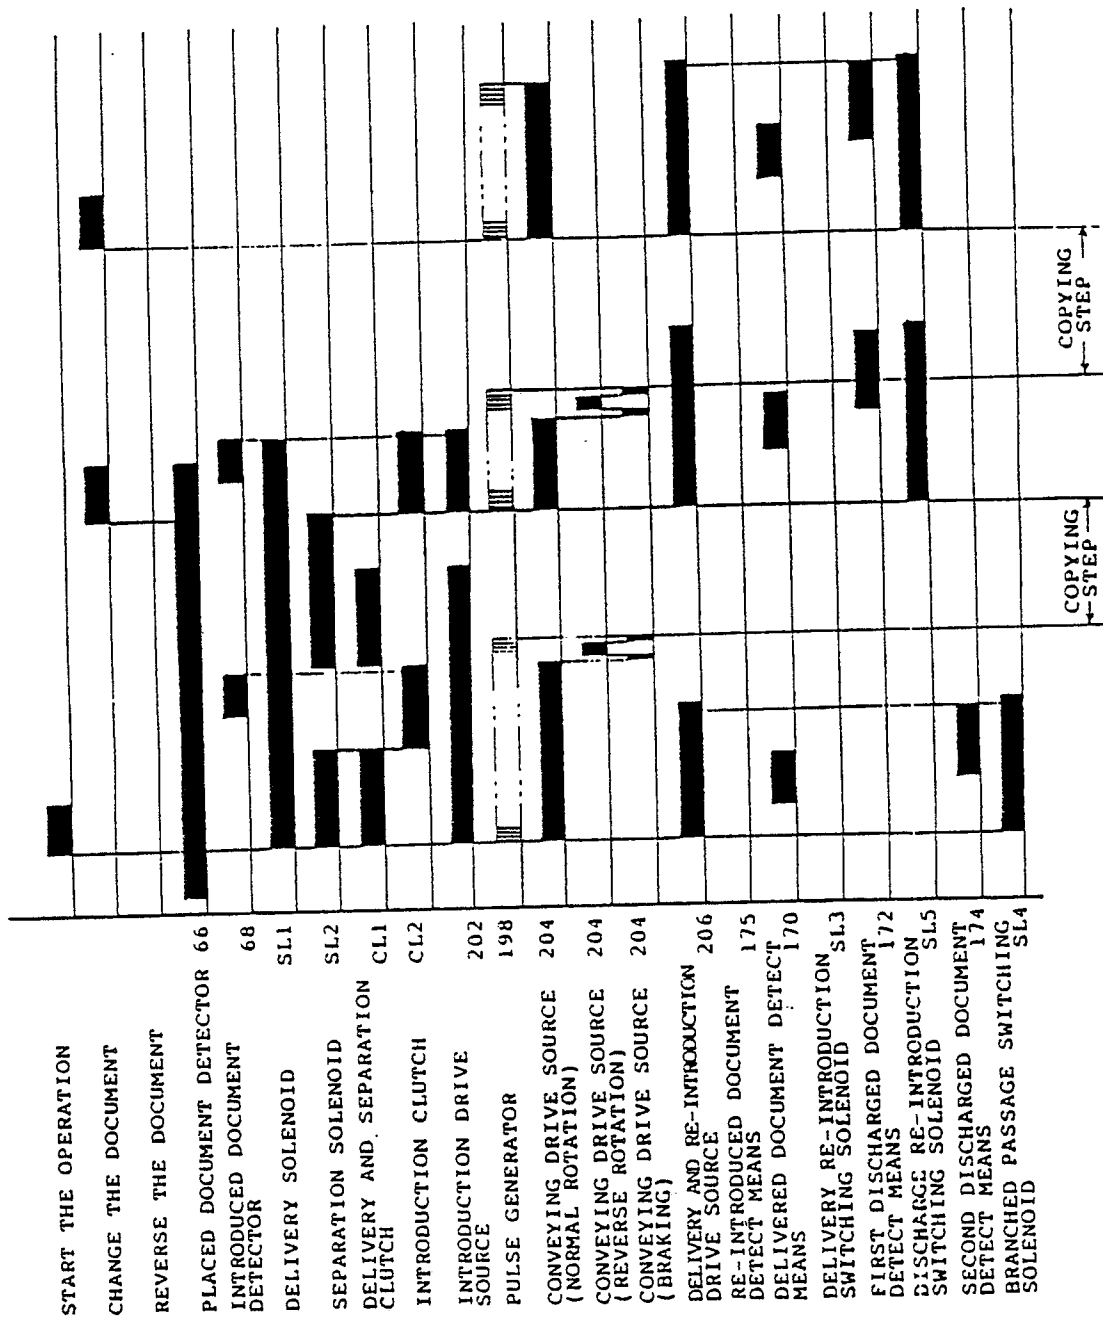 START THE OPERATION
CHANGE THE DOCUMENT
REVERSE THE DOCUMENT
PLACED DOCUMENT DETECTOR 66
INTRODUCED DOCUMENT
DETECTOR 68
DELIVERY SOLENOID SL1
SEPARATION SOLENOID SL2
DELIVERY AND SEPARATION
CLUTCH CL1
INTRODUCTION CLUTCH CL2
INTRODUCTION DRIVE
SOURCE 202
PULSE GENERATOR 198
CONVEYING DRIVE SOURCE 204
(NORMAL ROTATION)
CONVEYING DRIVE SOURCE 204
(REVERSE ROTATION)
CONVEYING DRIVE SOURCE 204
(BRAKING)
DELIVERY AND RE-INTRODUCTION
DRIVE SOURCE 206
RE-INTRODUCED DOCUMENT
DETECT MEANS 175
DELIVERED DOCUMENT DETECT
MEANS 170
DELIVERY RE-INTRODUCTION
SWITCHING SOLENOID SL3
FIRST DISCHARGED DOCUMENT
DETECT MEANS 172
DISCHARGE RE-INTRODUCTION
SWITCHING SOLENOID SL5
SECOND DISCHARGED DOCUMENT
DETECT MEANS 174
BRANCHED PASSAGE SWITCHING
SOLENOID SL4
COPYING
STEP
COPYING
STEP